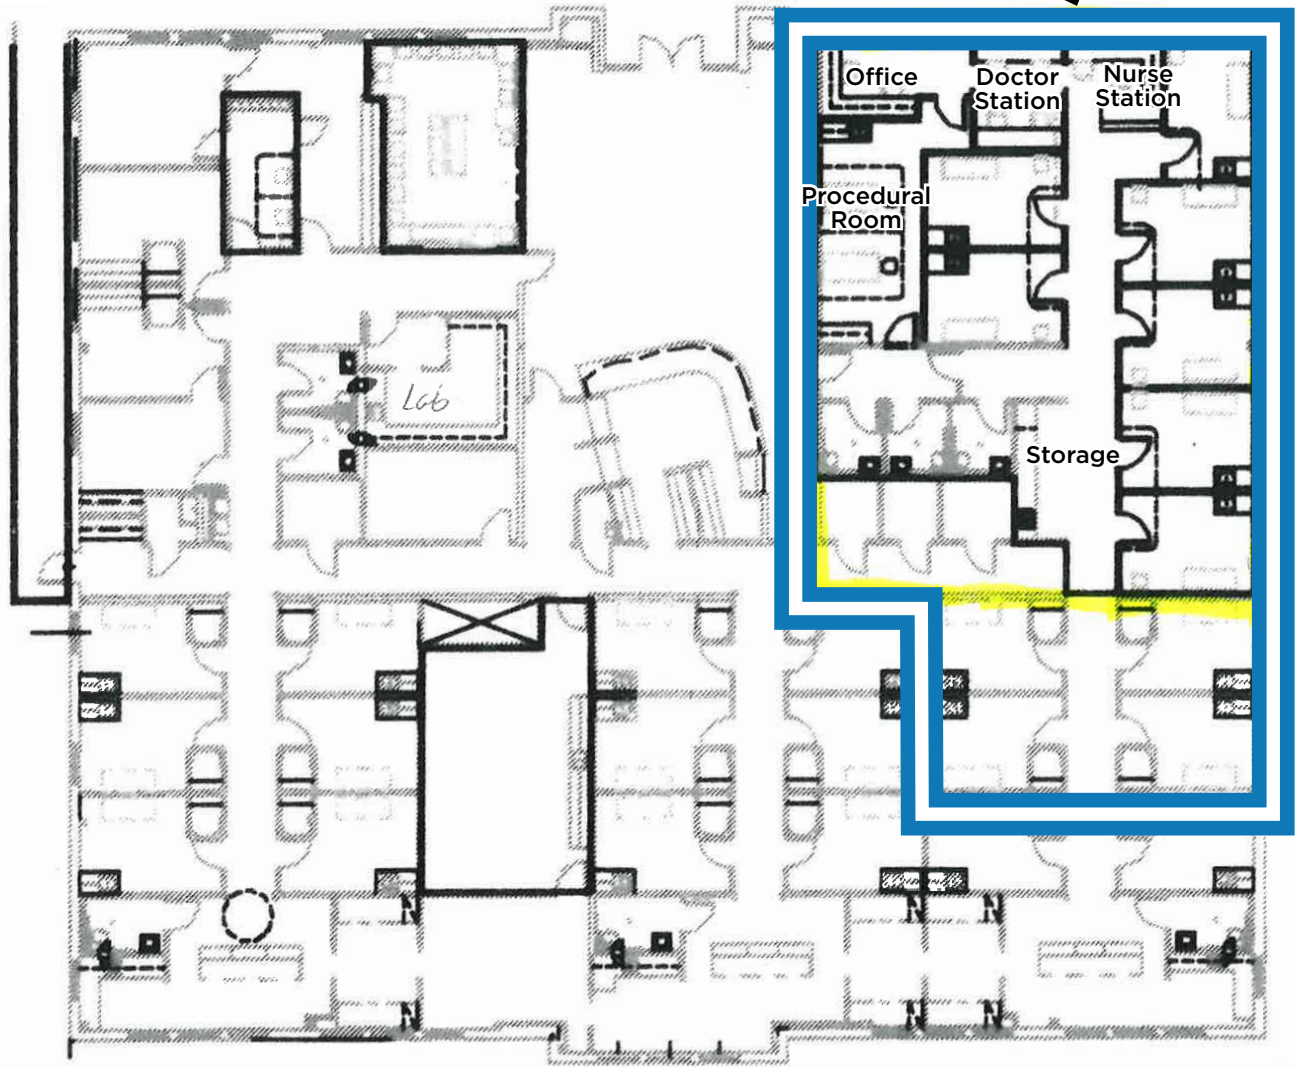 Office
Doctor
Station
Nurse
Station
Procedural
Room
Lab
Storage
N
N
N
N
N
N